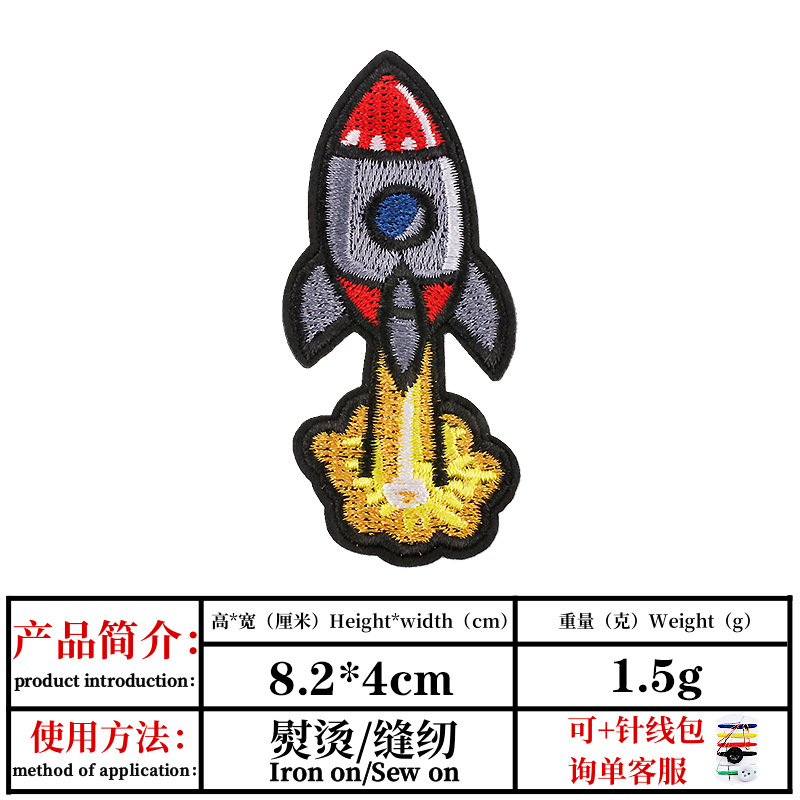 产品简介：
product introduction：
高*宽（厘米）Height*width（cm）
重量（克）Weight（g）
8.2*4cm
1.5g
使用方法：
method of application：
熨烫/缝纫
Iron on/Sew on
可+针线包
询单客服